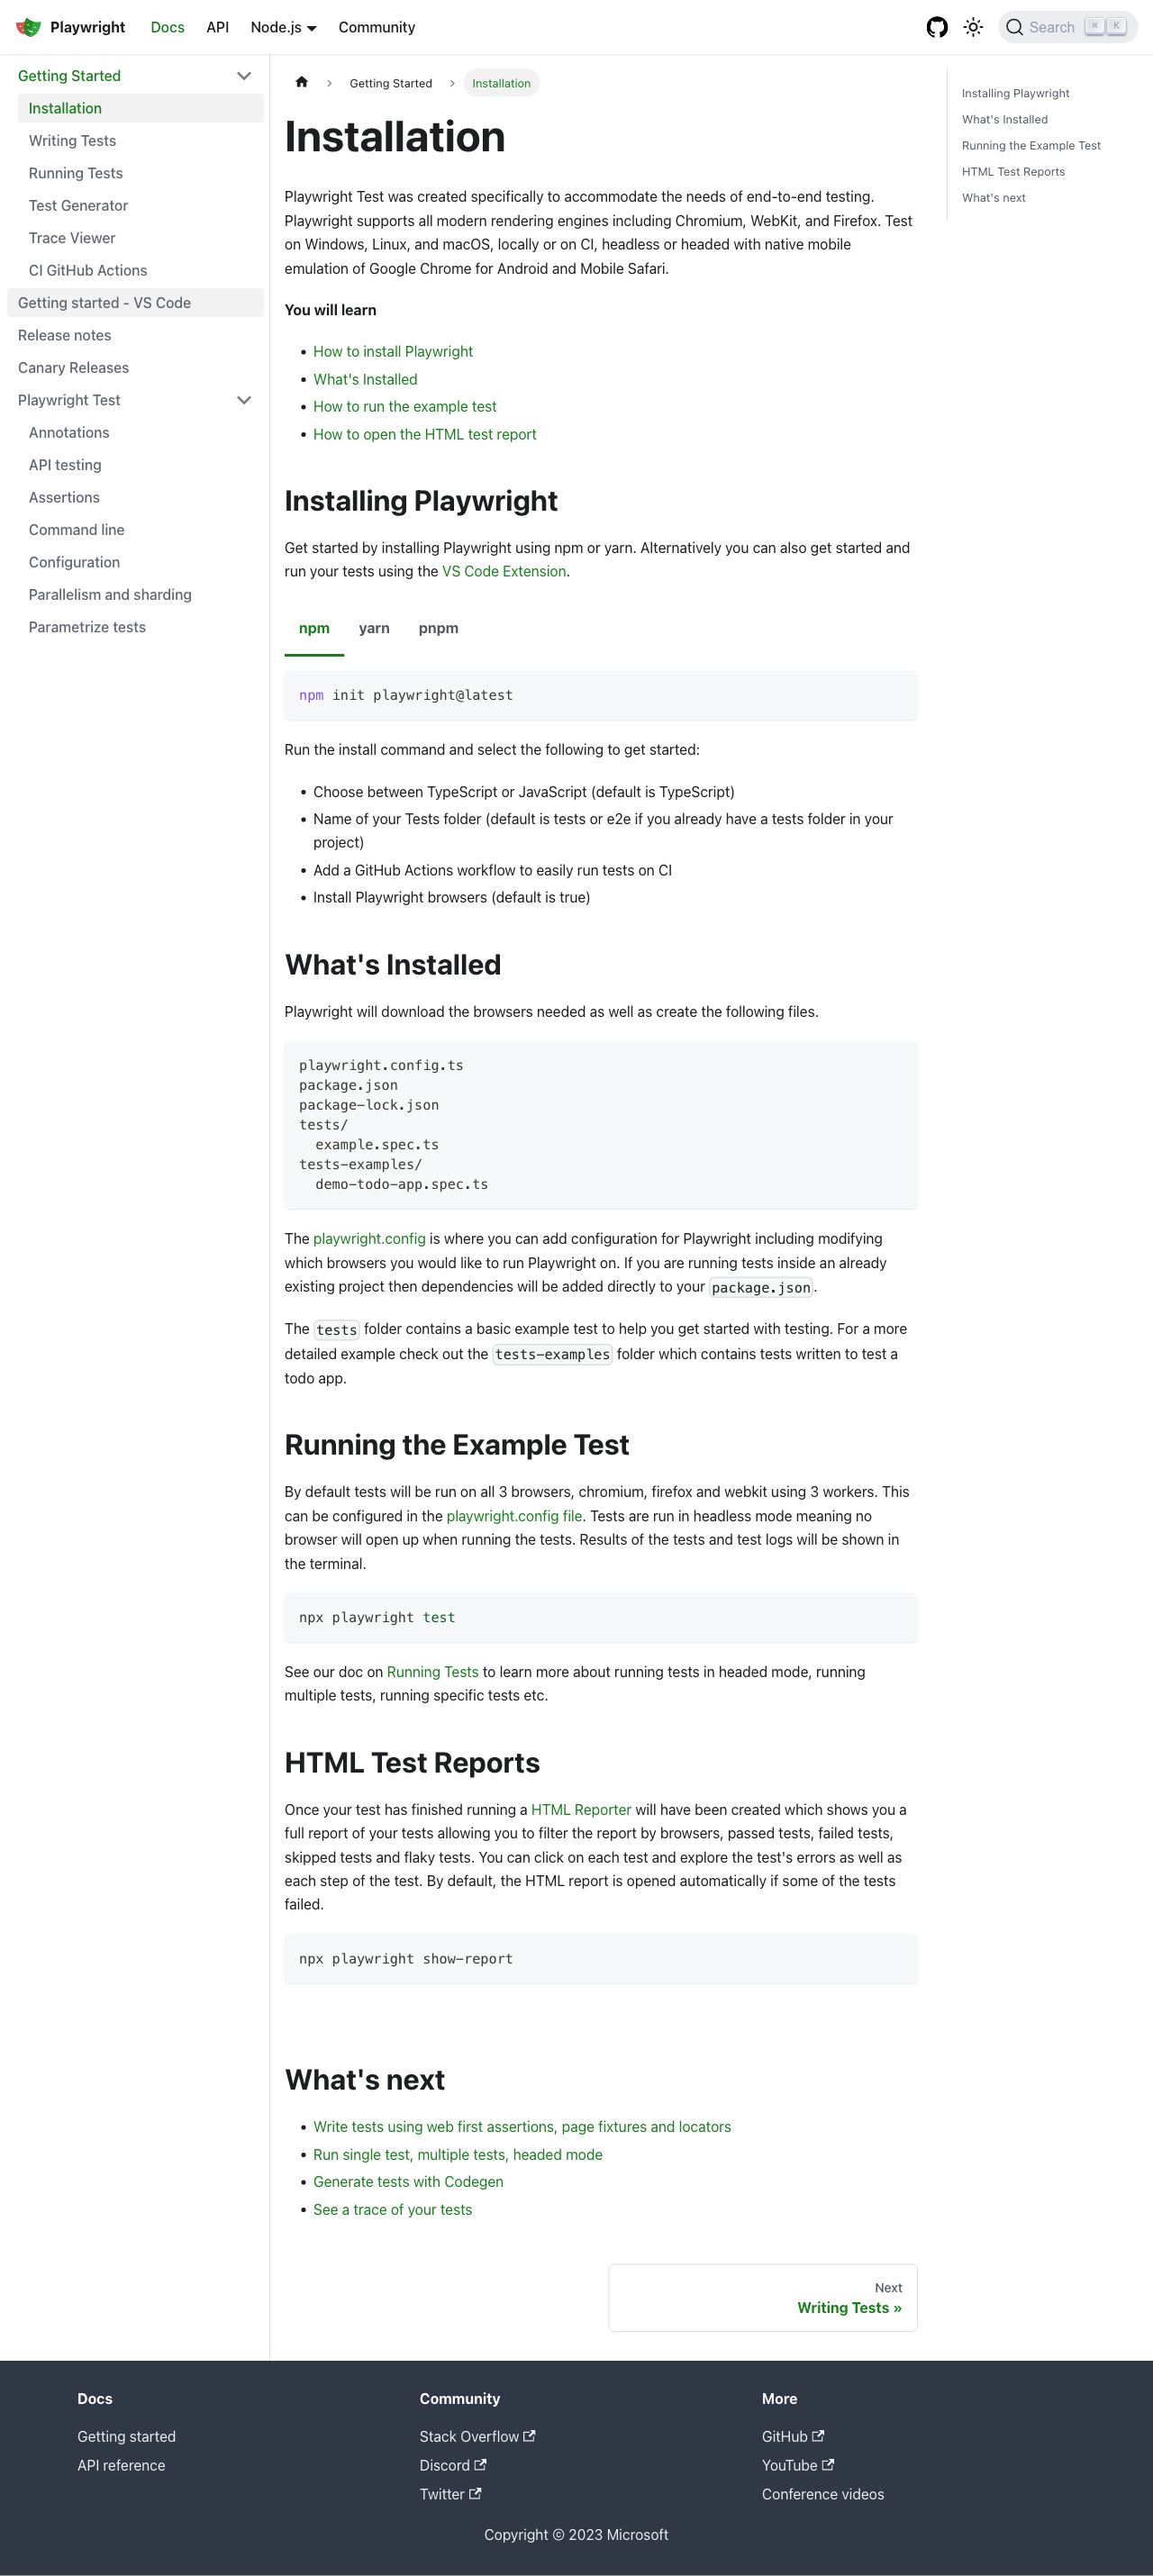 Playwright
Docs
API
Node.js
Community
Search
⌘ K
Getting Started
Installation
Writing Tests
Running Tests
Test Generator
Trace Viewer
CI GitHub Actions
Getting started - VS Code
Release notes
Canary Releases
Playwright Test
Annotations
API testing
Assertions
Command line
Configuration
Parallelism and sharding
Parametrize tests
Getting Started
Installation
Installation
Playwright Test was created specifically to accommodate the needs of end-to-end testing.
Playwright supports all modern rendering engines including Chromium, WebKit, and Firefox. Test
on Windows, Linux, and macOS, locally or on CI, headless or headed with native mobile
emulation of Google Chrome for Android and Mobile Safari.
You will learn
• How to install Playwright
• What's Installed
• How to run the example test
• How to open the HTML test report
Installing Playwright
Get started by installing Playwright using npm or yarn. Alternatively you can also get started and
run your tests using the VS Code Extension.
npm yarn pnpm
npm init playwright@latest
Run the install command and select the following to get started:
• Choose between TypeScript or JavaScript (default is TypeScript)
• Name of your Tests folder (default is tests or e2e if you already have a tests folder in your
project)
• Add a GitHub Actions workflow to easily run tests on CI
• Install Playwright browsers (default is true)
What's Installed
Playwright will download the browsers needed as well as create the following files.
playwright.config.ts
package.json
package-lock.json
tests/
  example.spec.ts
tests-examples/
  demo-todo-app.spec.ts
The playwright.config is where you can add configuration for Playwright including modifying
which browsers you would like to run Playwright on. If you are running tests inside an already
existing project then dependencies will be added directly to your package.json.
The tests folder contains a basic example test to help you get started with testing. For a more
detailed example check out the tests-examples folder which contains tests written to test a
todo app.
Running the Example Test
By default tests will be run on all 3 browsers, chromium, firefox and webkit using 3 workers. This
can be configured in the playwright.config file. Tests are run in headless mode meaning no
browser will open up when running the tests. Results of the tests and test logs will be shown in
the terminal.
npx playwright test
See our doc on Running Tests to learn more about running tests in headed mode, running
multiple tests, running specific tests etc.
HTML Test Reports
Once your test has finished running a HTML Reporter will have been created which shows you a
full report of your tests allowing you to filter the report by browsers, passed tests, failed tests,
skipped tests and flaky tests. You can click on each test and explore the test's errors as well as
each step of the test. By default, the HTML report is opened automatically if some of the tests
failed.
npx playwright show-report
What's next
• Write tests using web first assertions, page fixtures and locators
• Run single test, multiple tests, headed mode
• Generate tests with Codegen
• See a trace of your tests
Next
Writing Tests »
Installing Playwright
What's Installed
Running the Example Test
HTML Test Reports
What's next
Docs
Getting started
API reference
Community
Stack Overflow
Discord
Twitter
More
GitHub
YouTube
Conference videos
Copyright © 2023 Microsoft